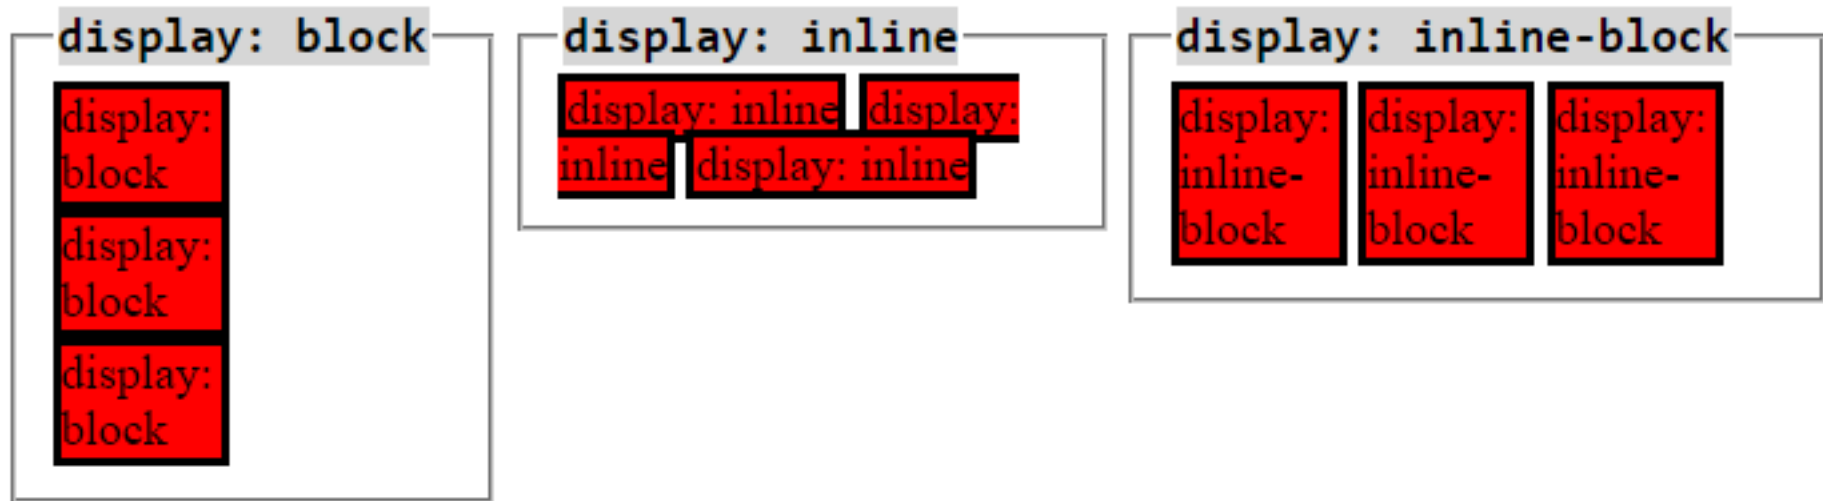 display: block
display:
block
display:
block
display:
block
display: inline
display: inline display:
inline display: inline
display: inline-block
display:
inline-
block
display:
inline-
block
display:
inline-
block